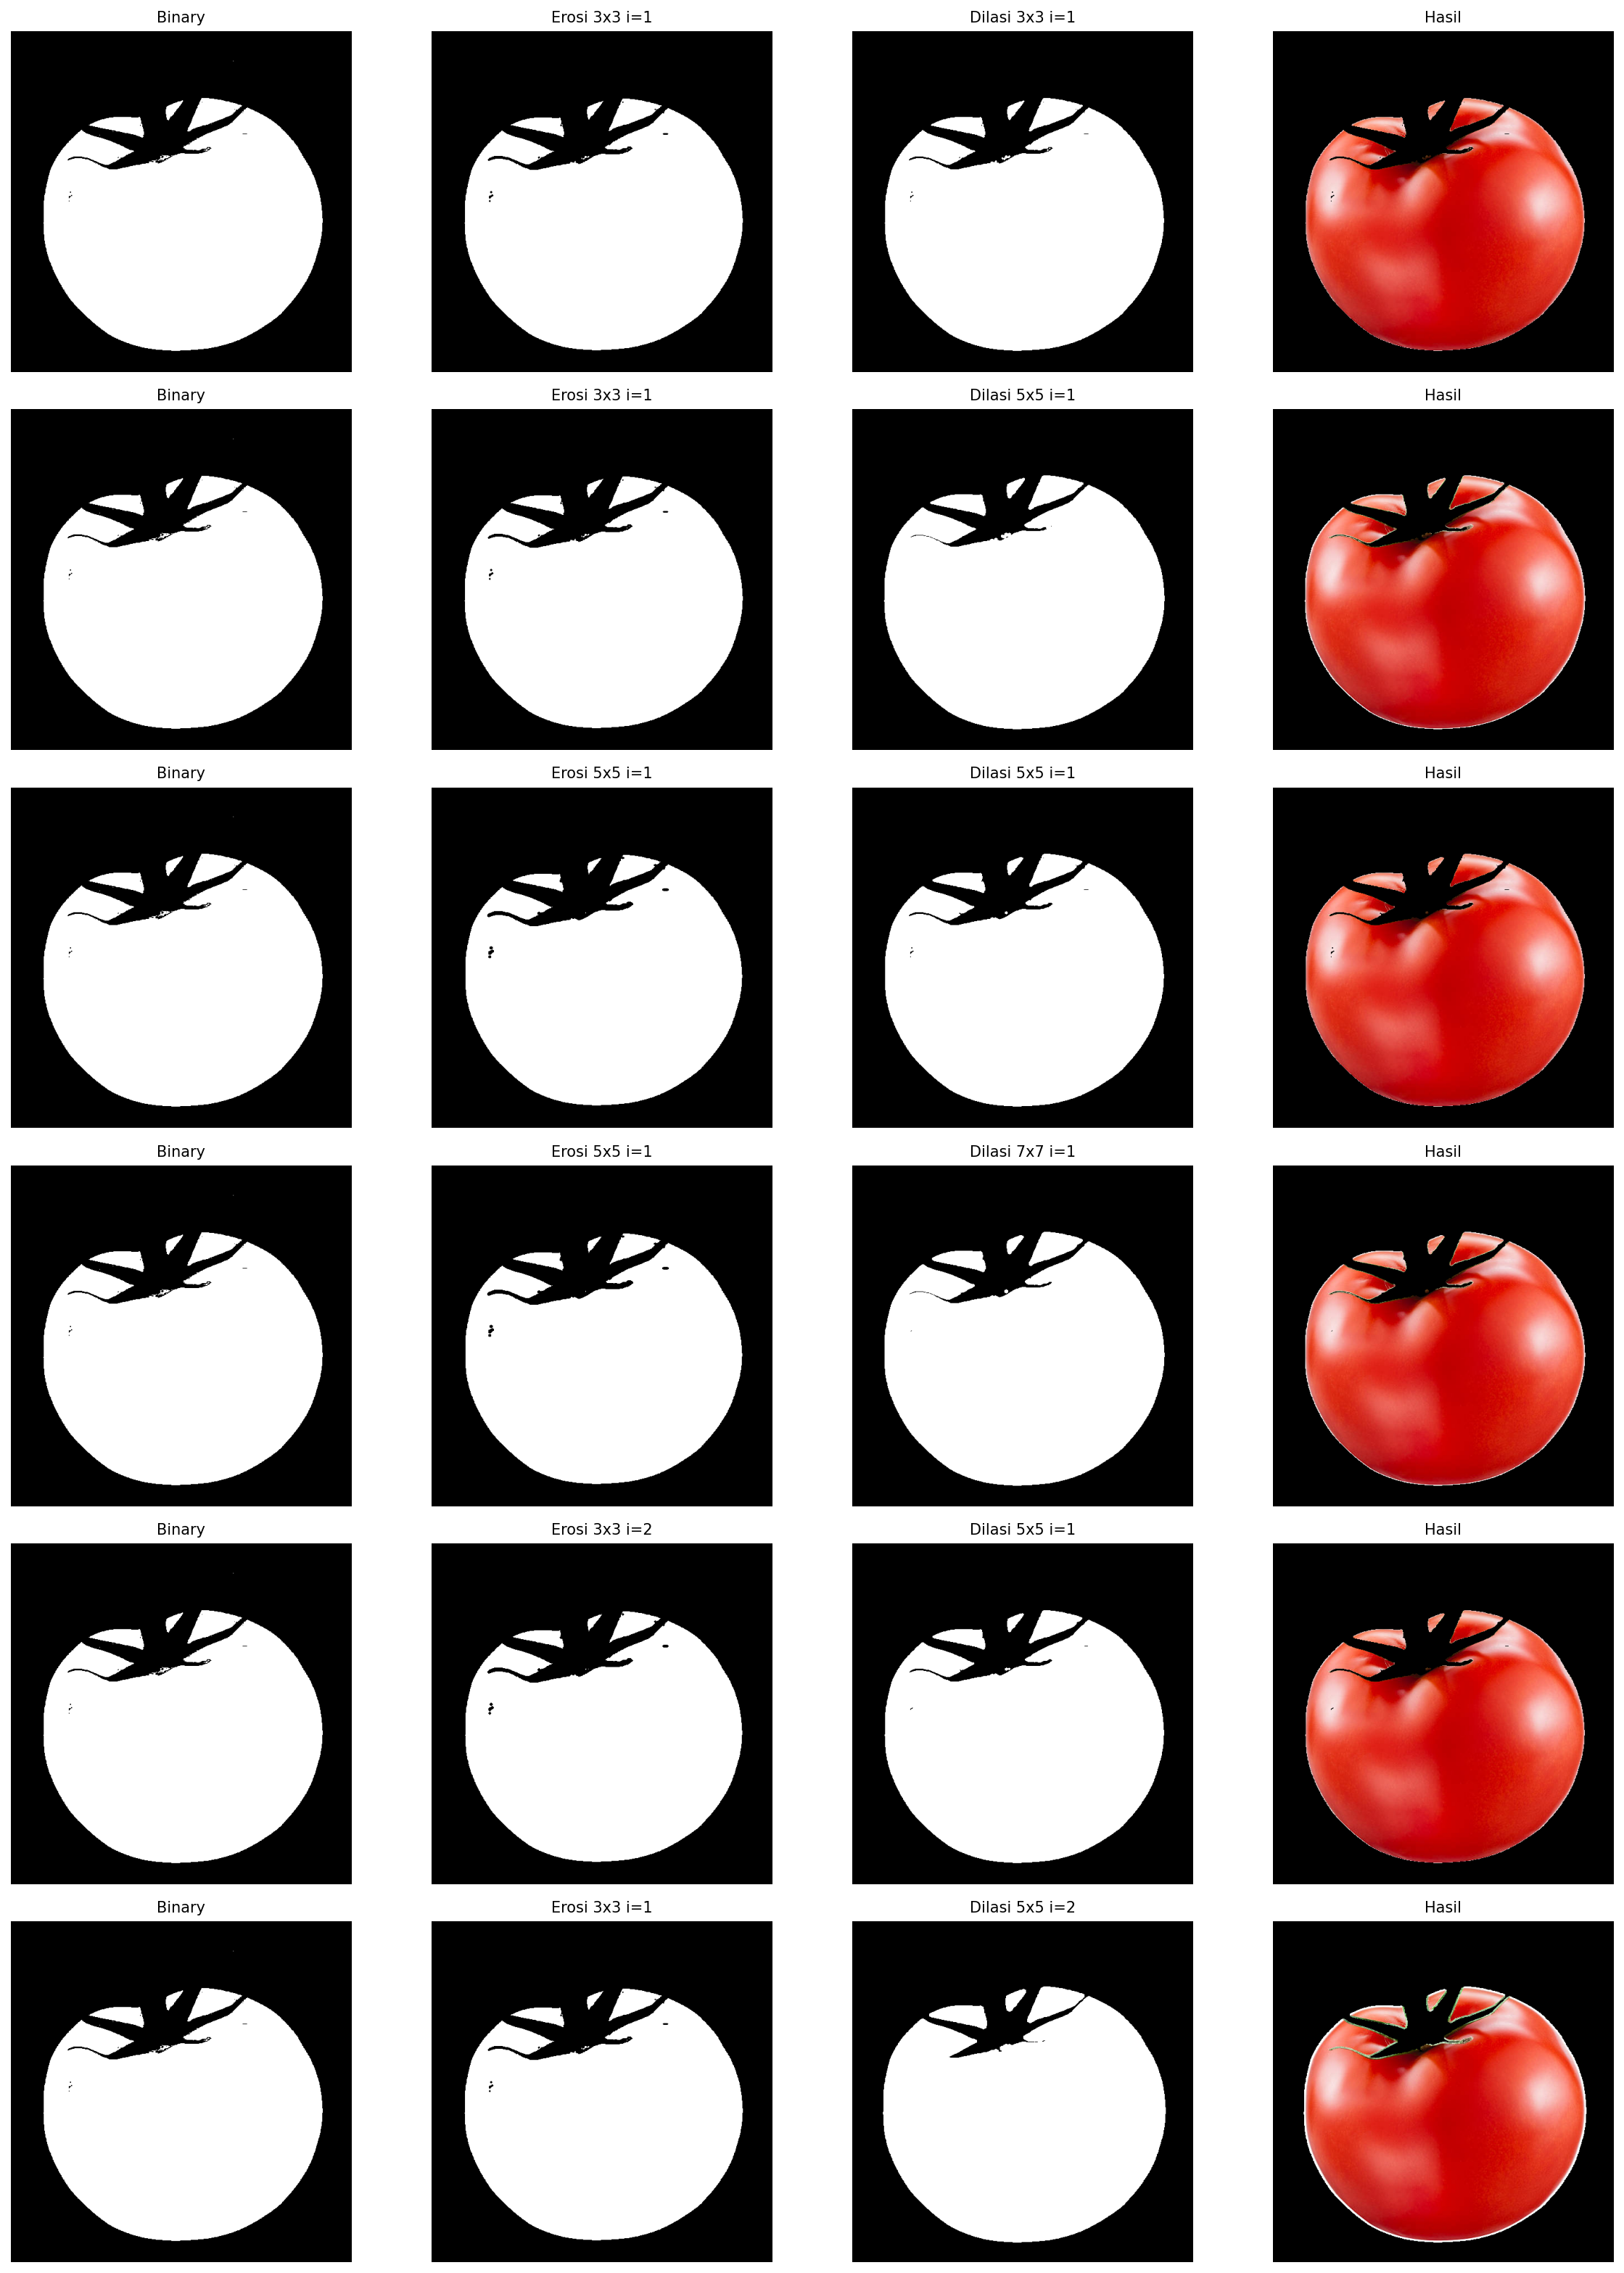 Binary
Erosi 3x3 i=1
Dilasi 3x3 i=1
Hasil
Binary
Erosi 3x3 i=1
Dilasi 5x5 i=1
Hasil
Binary
Erosi 5x5 i=1
Dilasi 5x5 i=1
Hasil
Binary
Erosi 5x5 i=1
Dilasi 7x7 i=1
Hasil
Binary
Erosi 3x3 i=2
Dilasi 5x5 i=1
Hasil
Binary
Erosi 3x3 i=1
Dilasi 5x5 i=2
Hasil